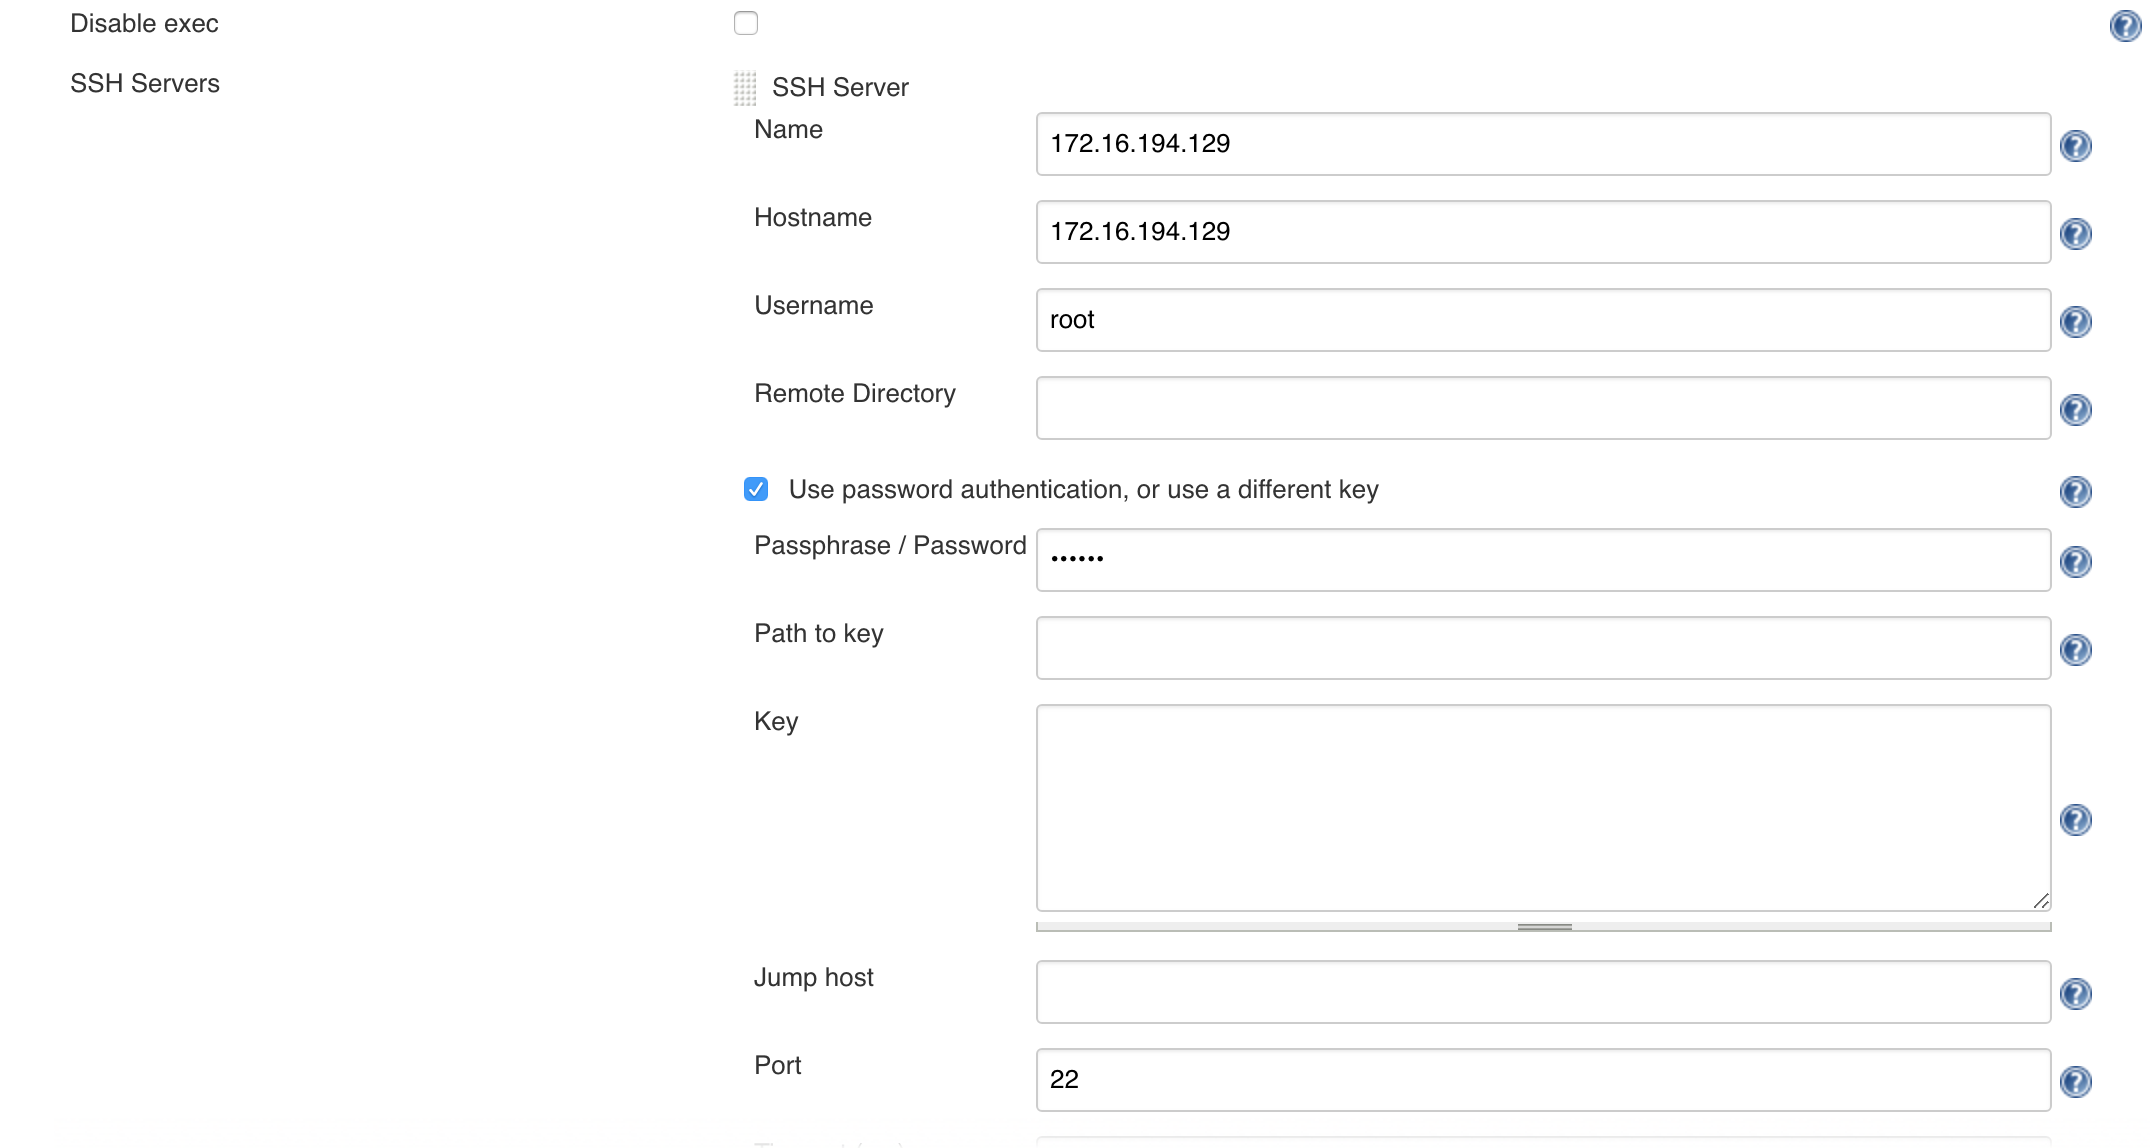 Disable exec
SSH Servers
SSH Server
Name
172.16.194.129
Hostname
172.16.194.129
Username
root
Remote Directory
Use password authentication, or use a different key
Passphrase / Password
••••••
Path to key
Key
Jump host
Port
22